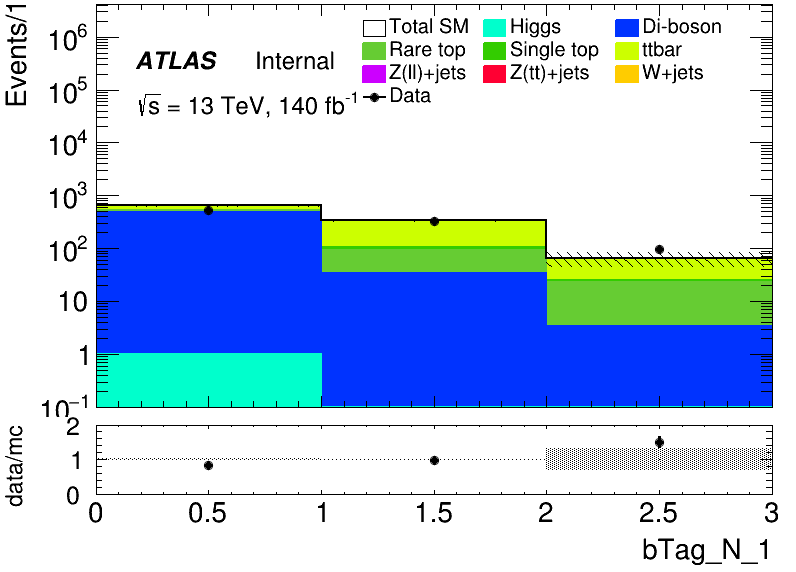 Events/1
10⁶
10⁵
10⁴
10³
10²
10
1
10⁻¹
ATLAS Internal
√s = 13 TeV, 140 fb⁻¹
Total SM Higgs Di-boson
Rare top Single top ttbar
Z(ll)+jets Z(tt)+jets W+jets
Data
data/mc
2
1
0
0 0.5 1 1.5 2 2.5 3
bTag_N_1